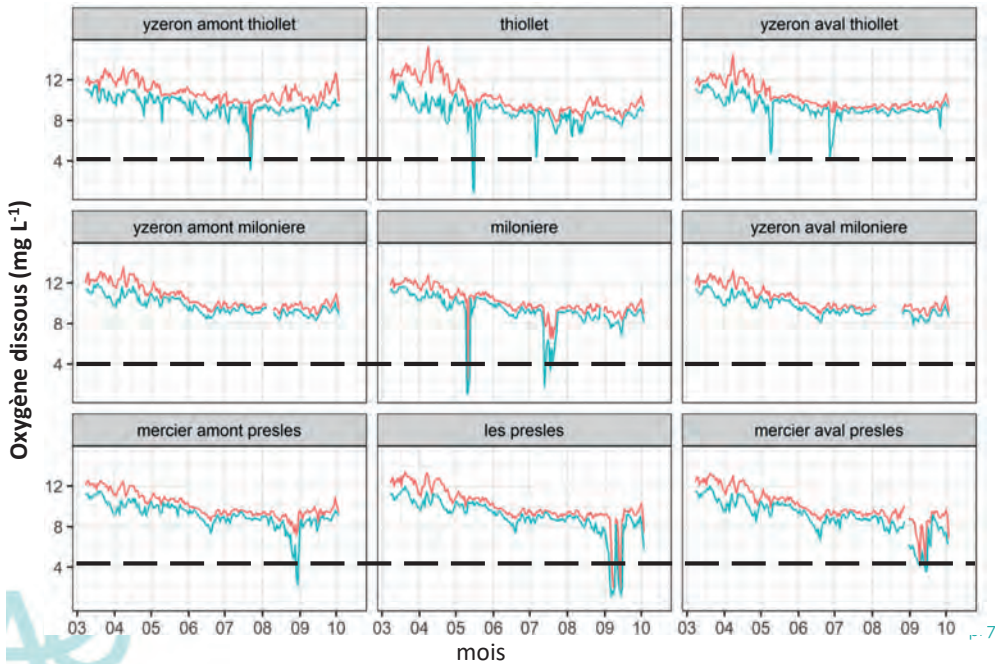 yzeron amont thiollet
thiollet
yzeron aval thiollet
12
8
4
yzeron amont miloniere
miloniere
yzeron aval miloniere
12
8
4
Oxygène dissous (mg L-1)
mercier amont presles
les presles
mercier aval presles
12
8
4
03 04 05 06 07 08 09 10
03 04 05 06 07 08 09 10
03 04 05 06 07 08 09 10
mois
7